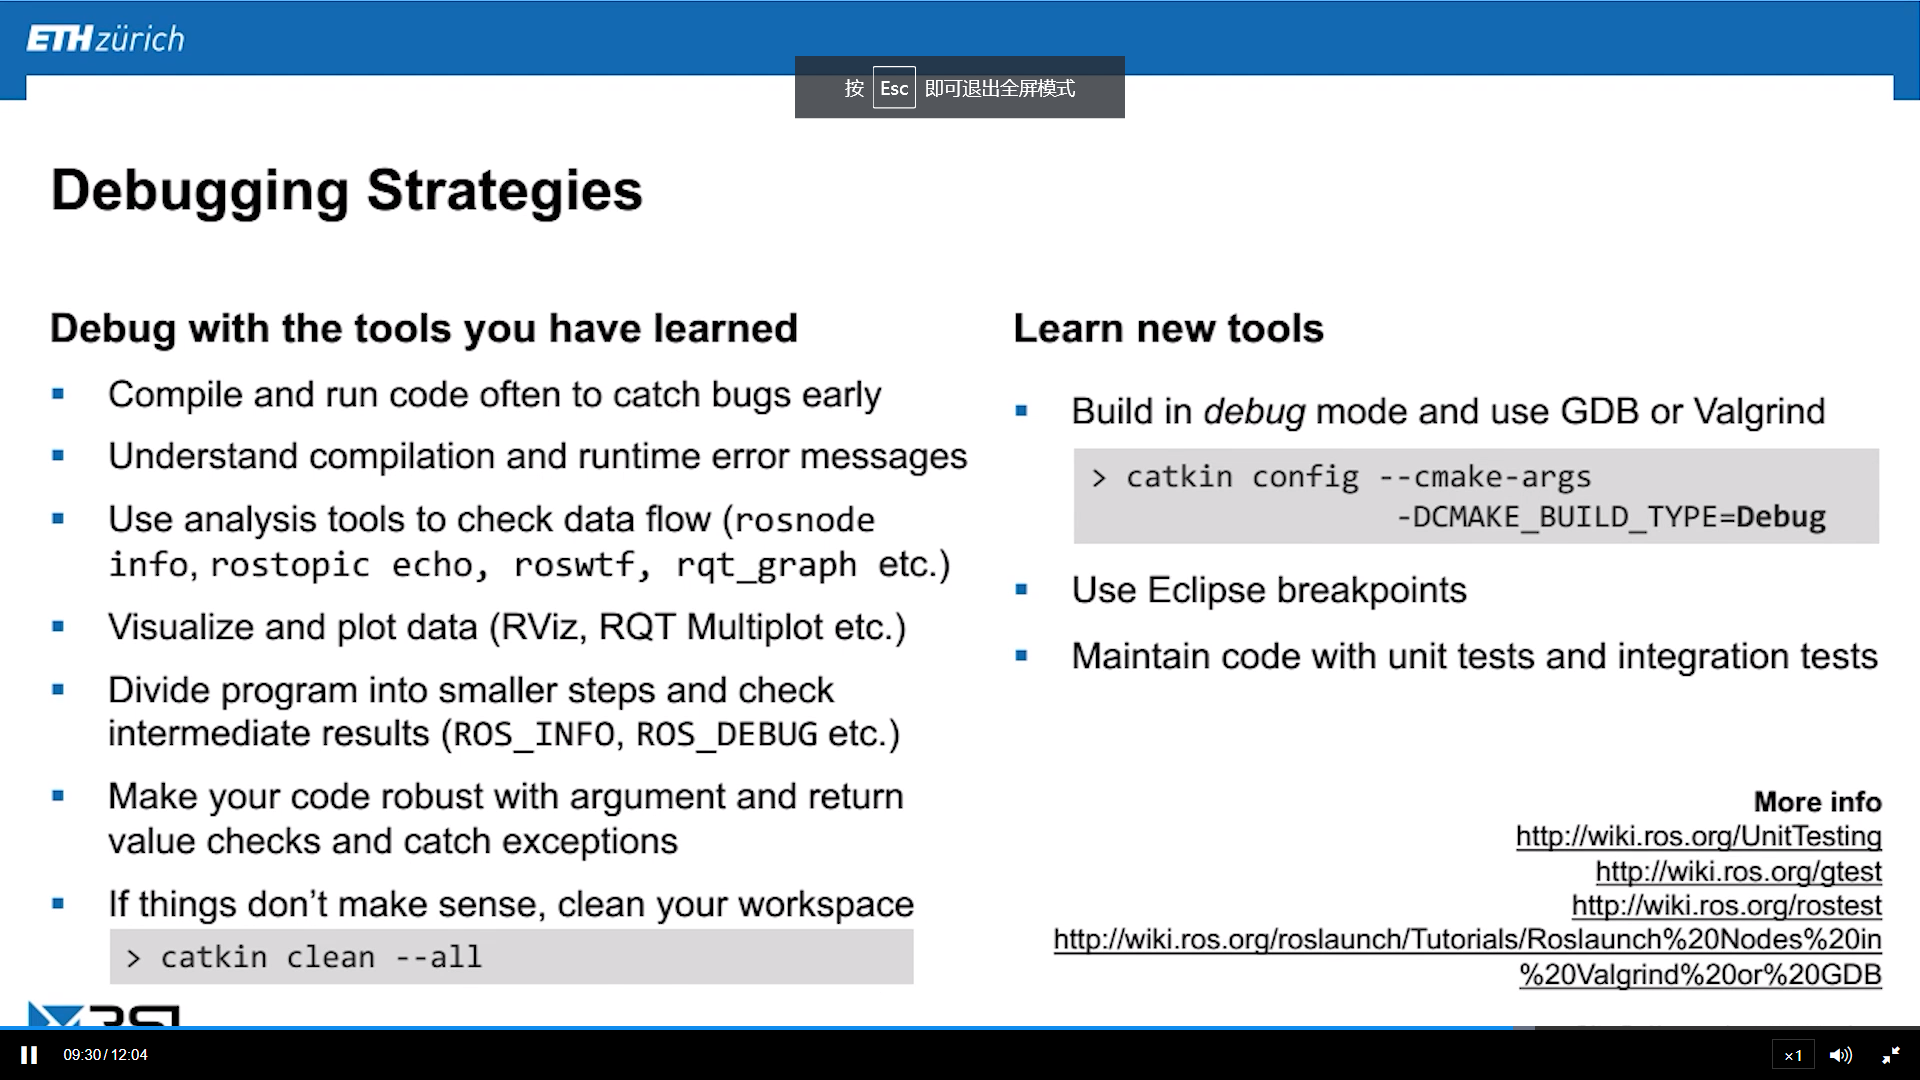 ETH zürich
按 Esc 即可退出全屏模式
Debugging Strategies
Debug with the tools you have learned
▪ Compile and run code often to catch bugs early
▪ Understand compilation and runtime error messages
▪ Use analysis tools to check data flow (rosnode
info, rostopic echo, roswtf, rqt_graph etc.)
▪ Visualize and plot data (RViz, RQT Multiplot etc.)
▪ Divide program into smaller steps and check
intermediate results (ROS_INFO, ROS_DEBUG etc.)
▪ Make your code robust with argument and return
value checks and catch exceptions
▪ If things don’t make sense, clean your workspace
> catkin clean --all
Learn new tools
▪ Build in debug mode and use GDB or Valgrind
> catkin config --cmake-args
-DCMAKE_BUILD_TYPE=Debug
▪ Use Eclipse breakpoints
▪ Maintain code with unit tests and integration tests
More info
http://wiki.ros.org/UnitTesting
http://wiki.ros.org/gtest
http://wiki.ros.org/rostest
http://wiki.ros.org/roslaunch/Tutorials/Roslaunch%20Nodes%20in
%20Valgrind%20or%20GDB
09:30/12:04
×1